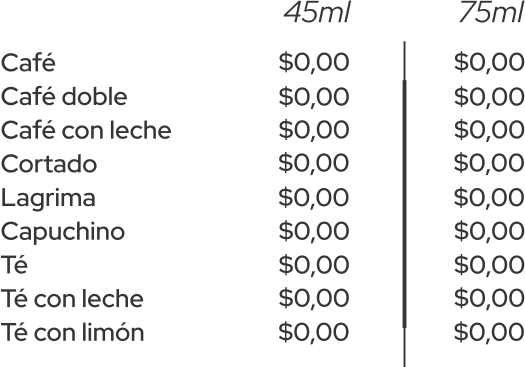 45ml 75ml
Café $0,00 $0,00
Café doble $0,00 $0,00
Café con leche $0,00 $0,00
Cortado $0,00 $0,00
Lagrima $0,00 $0,00
Capuchino $0,00 $0,00
Té $0,00 $0,00
Té con leche $0,00 $0,00
Té con limón $0,00 $0,00